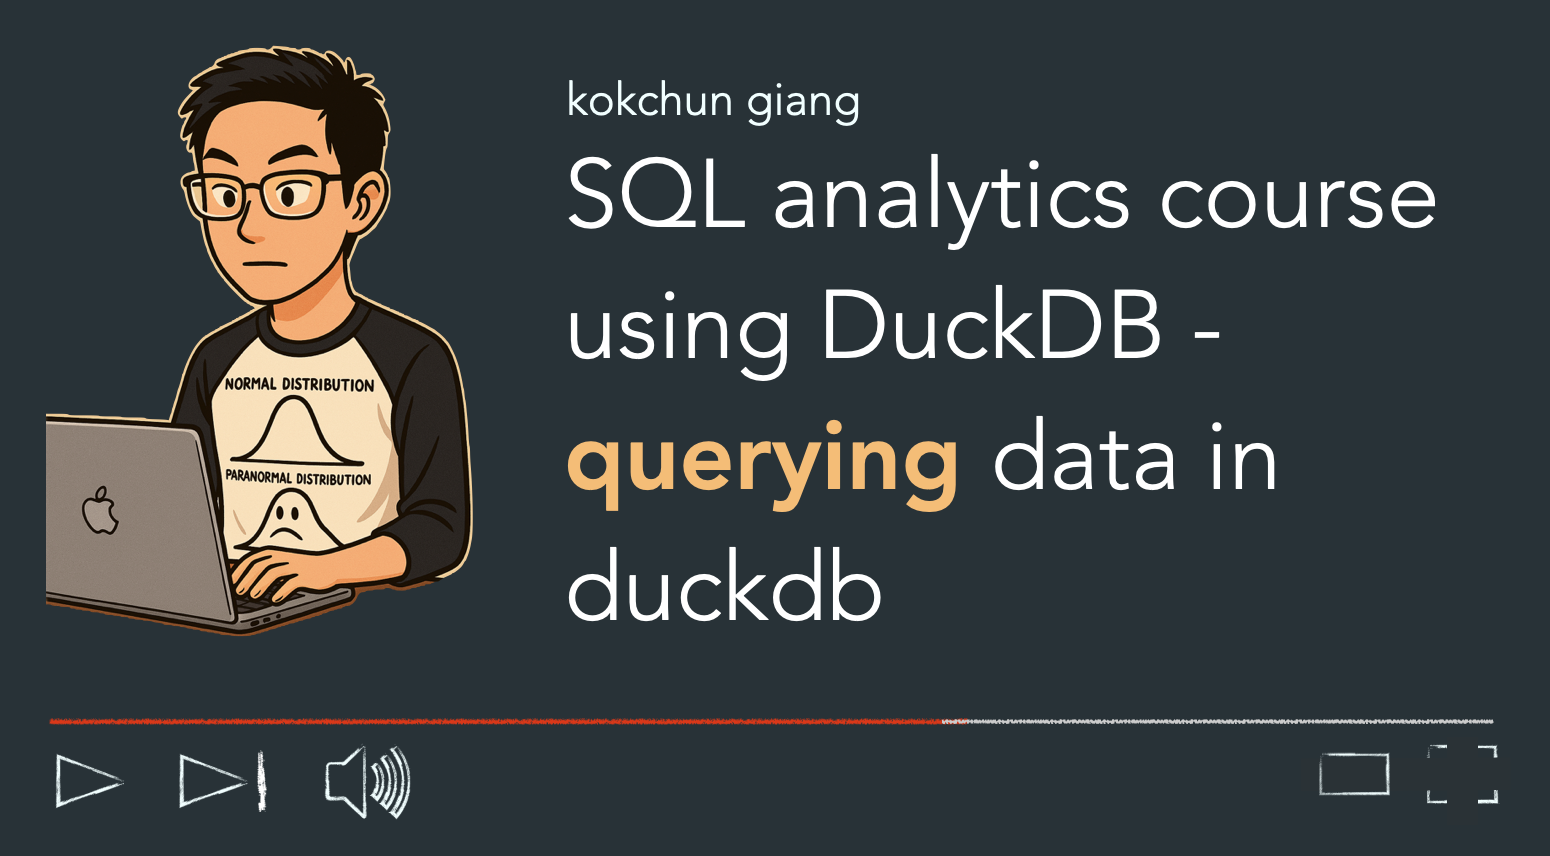 kokchun giang
SQL analytics course
using DuckDB -
querying data in
duckdb
NORMAL DISTRIBUTION
PARANORMAL DISTRIBUTION